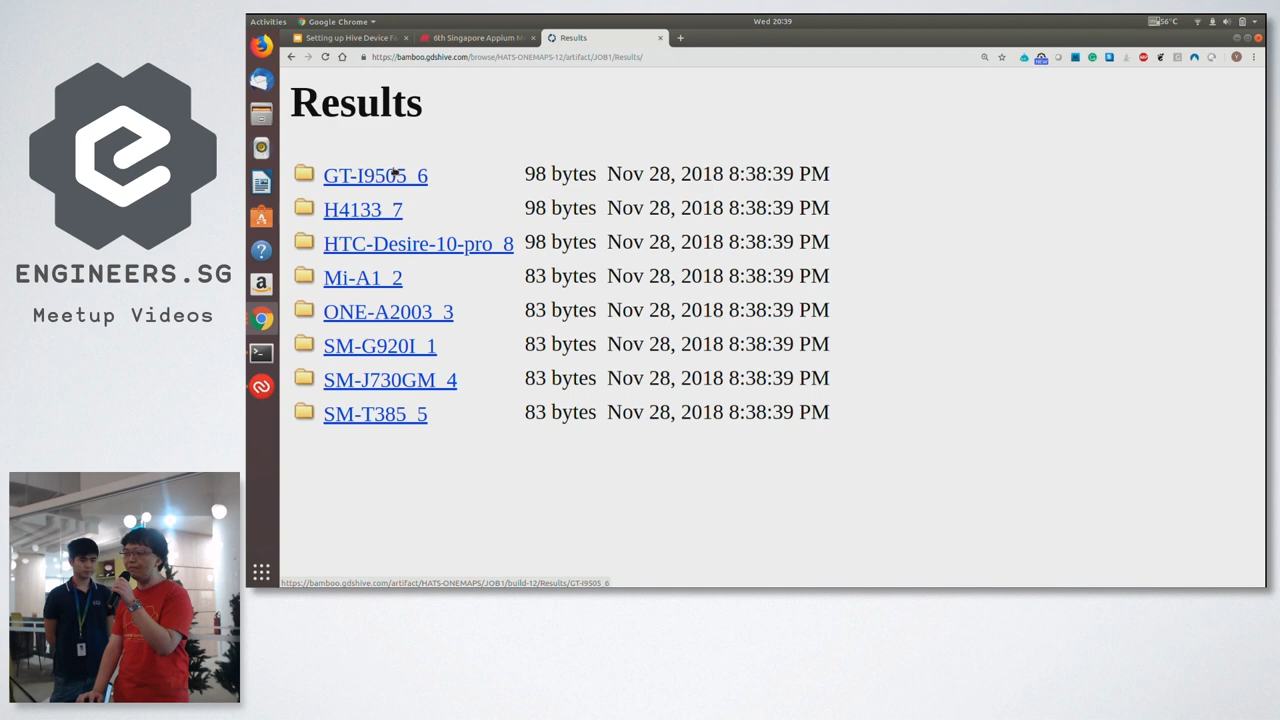 Activities Google Chrome Wed 20:39 56°C
Setting up Hive Device Fa 6th Singapore Appium Me Results
https://bamboo.gdshive.com/browse/HATS-ONEMAPS-12/artifact/JOB1/Results/
Results
GT-I9505_6 98 bytes Nov 28, 2018 8:38:39 PM
H4133_7 98 bytes Nov 28, 2018 8:38:39 PM
HTC-Desire-10-pro_8 98 bytes Nov 28, 2018 8:38:39 PM
Mi-A1_2 83 bytes Nov 28, 2018 8:38:39 PM
ONE-A2003_3 83 bytes Nov 28, 2018 8:38:39 PM
SM-G920I_1 83 bytes Nov 28, 2018 8:38:39 PM
SM-J730GM_4 83 bytes Nov 28, 2018 8:38:39 PM
SM-T385_5 83 bytes Nov 28, 2018 8:38:39 PM
https://bamboo.gdshive.com/artifact/HATS-ONEMAPS/JOB1/build-12/Results/GT-I9505_6
ENGINEERS.SG
Meetup Videos